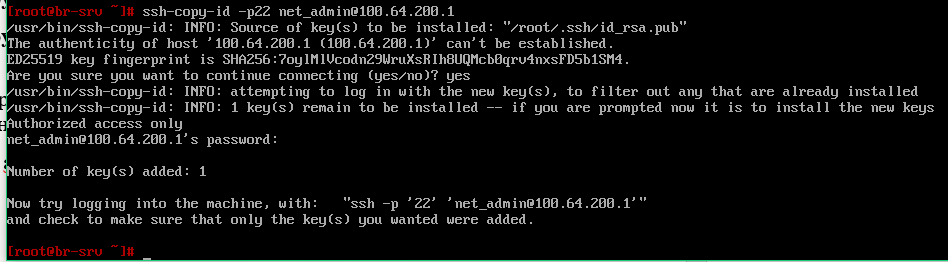 [root@br-srv ~]# ssh-copy-id -p22 net_admin@100.64.200.1
/usr/bin/ssh-copy-id: INFO: Source of key(s) to be installed: "/root/.ssh/id_rsa.pub"
The authenticity of host '100.64.200.1 (100.64.200.1)' can't be established.
ED25519 key fingerprint is SHA256:7oylMlVcodn29WruXsRIh8UQMcb0qrv4nxsFD5b1SM4.
Are you sure you want to continue connecting (yes/no)? yes
/usr/bin/ssh-copy-id: INFO: attempting to log in with the new key(s), to filter out any that are already installed
/usr/bin/ssh-copy-id: INFO: 1 key(s) remain to be installed -- if you are prompted now it is to install the new keys
Authorized access only
net_admin@100.64.200.1's password:
Number of key(s) added: 1
Now try logging into the machine, with:   "ssh -p '22' 'net_admin@100.64.200.1'"
and check to make sure that only the key(s) you wanted were added.
[root@br-srv ~]#